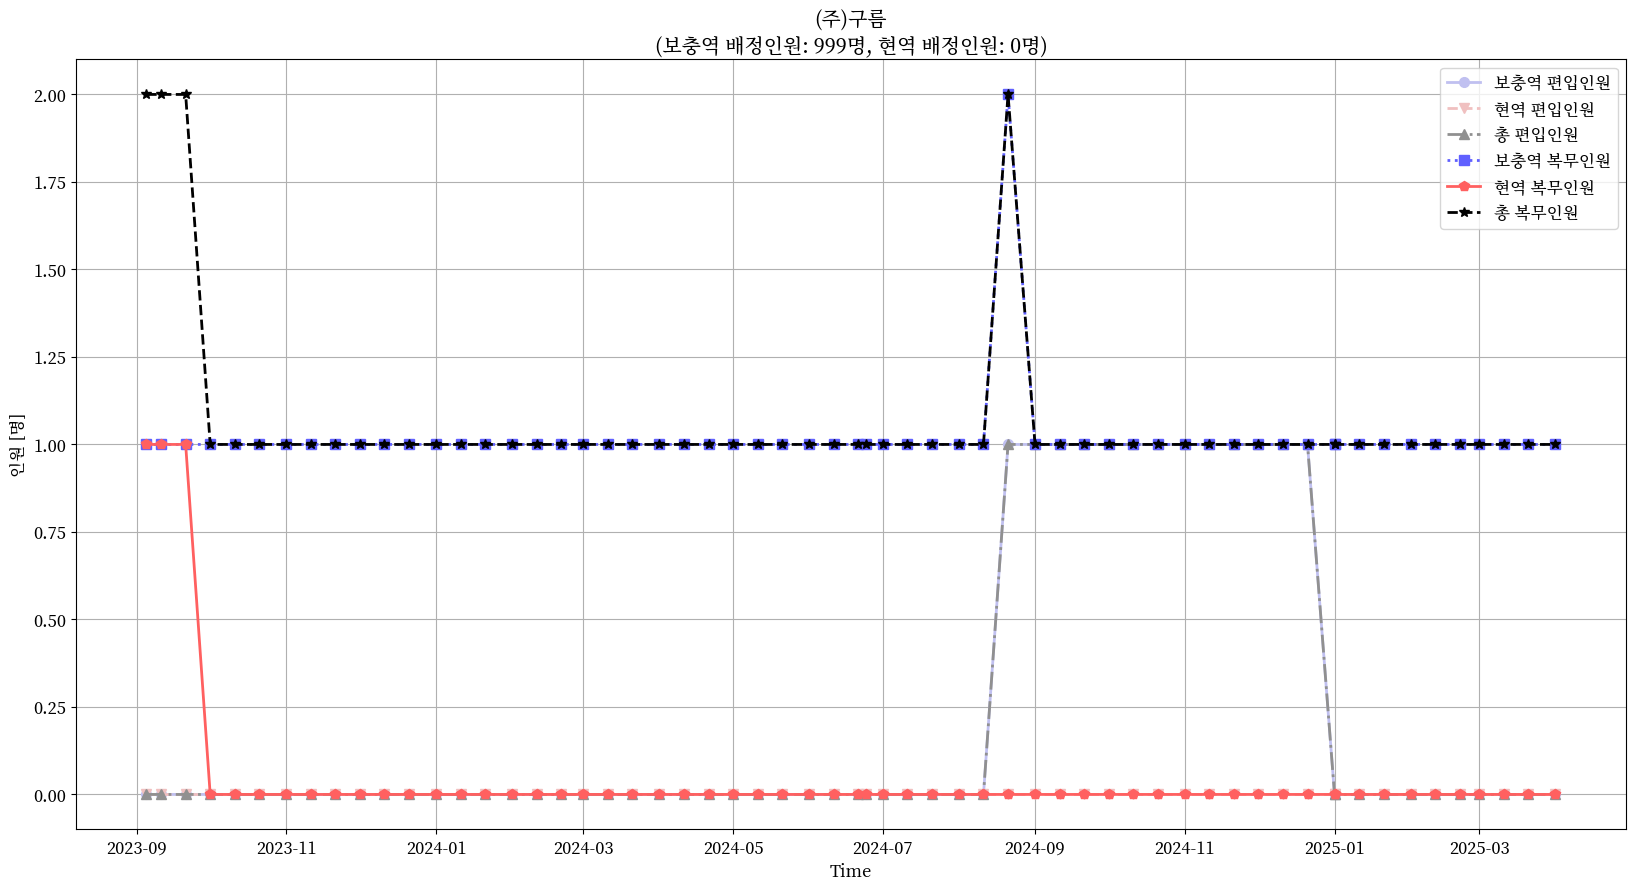 (주)구름
(보충역 배정인원: 999명, 현역 배정인원: 0명)
보충역 편입인원
현역 편입인원
총 편입인원
보충역 복무인원
현역 복무인원
총 복무인원
2.00
1.75
1.50
1.25
1.00
0.75
0.50
0.25
0.00
인원 [명]
2023-09 2023-11 2024-01 2024-03 2024-05 2024-07 2024-09 2024-11 2025-01 2025-03
Time